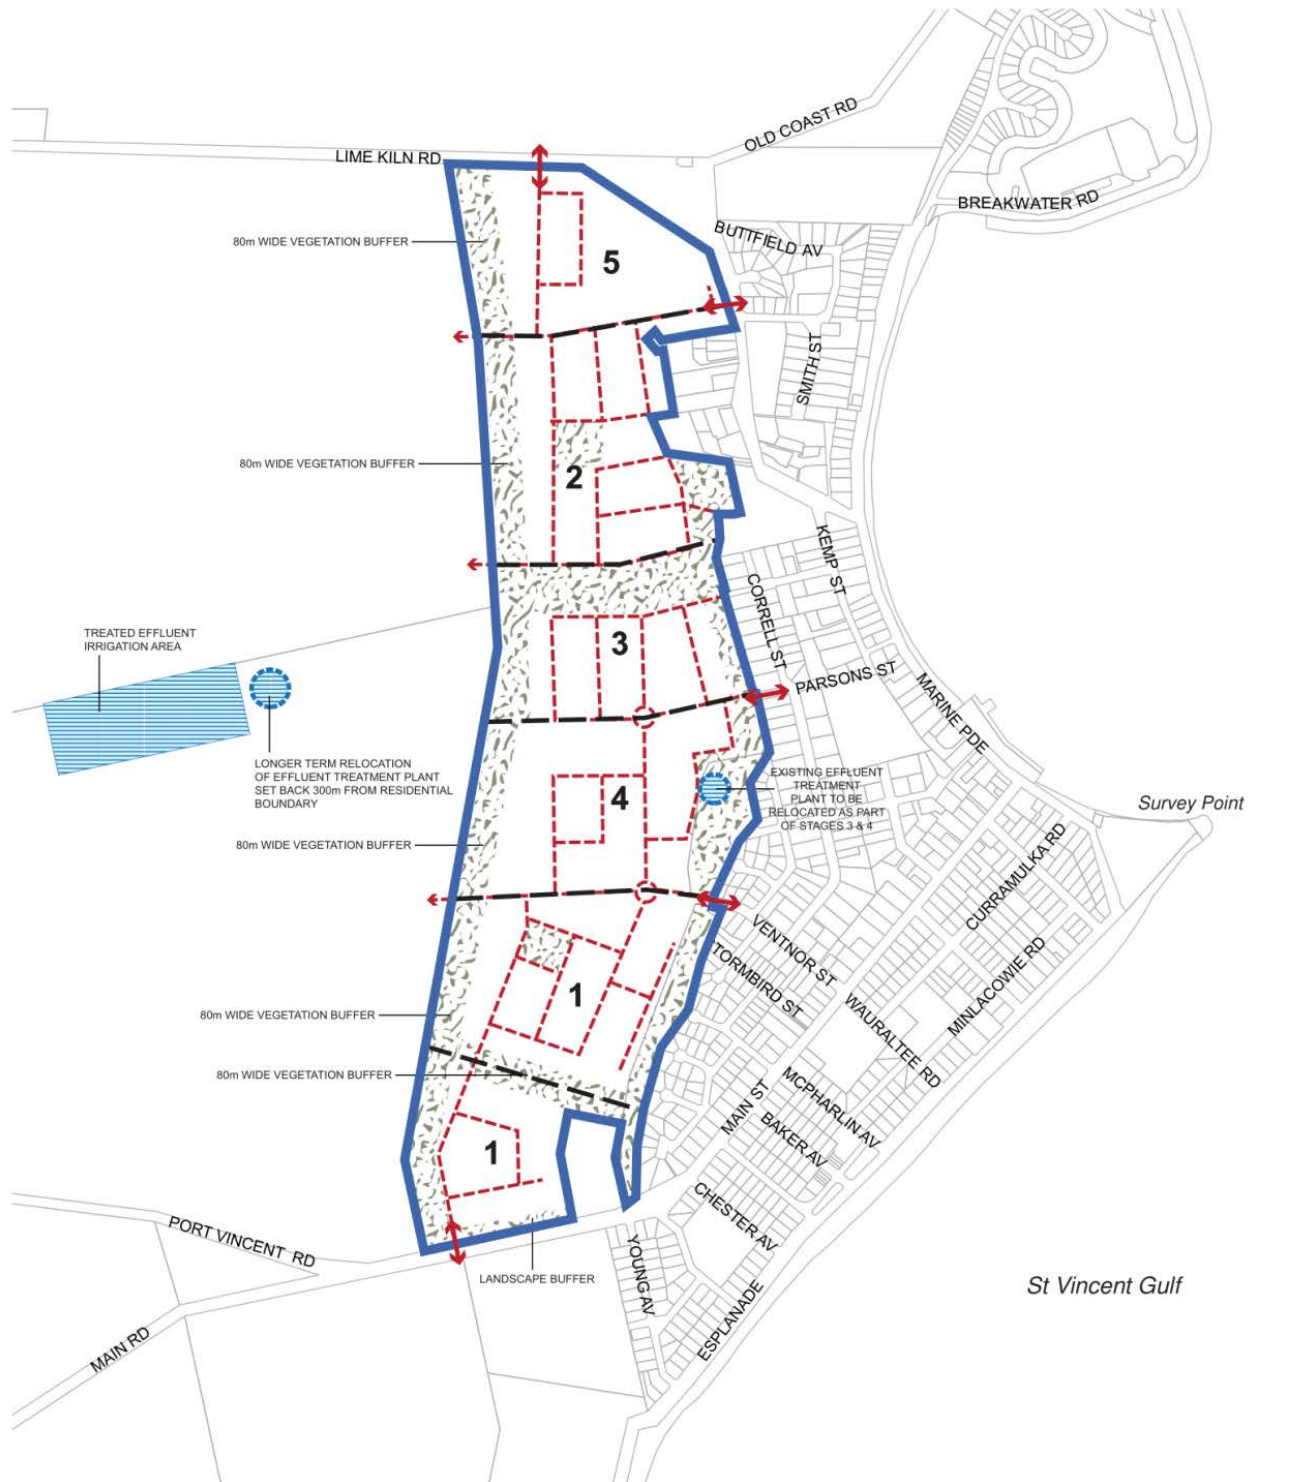 OLD COAST RD
LIME KILN RD
BREAKWATER RD
BUTTFIELD AV
80m WIDE VEGETATION BUFFER
5
SMITH ST
80m WIDE VEGETATION BUFFER
2
KEMP ST
CORRELL ST
TREATED EFFLUENT
IRRIGATION AREA
3
PARSONS ST
MARINE PDE
LONGER TERM RELOCATION
OF EFFLUENT TREATMENT PLANT
SET BACK 300m FROM RESIDENTIAL
BOUNDARY
EXISTING EFFLUENT
TREATMENT
PLANT TO BE
RELOCATED AS PART
OF STAGES 3 & 4
4
Survey Point
80m WIDE VEGETATION BUFFER
CURRAMULKA RD
VENTNOR ST
TORMBIRD ST
MINLACOWIE RD
1
80m WIDE VEGETATION BUFFER
WAURALTEE RD
80m WIDE VEGETATION BUFFER
MAIN ST
MCPHARLIN AV
BAKER AV
1
CHESTER AV
PORT VINCENT RD
YOUNG AV
LANDSCAPE BUFFER
ESPLANADE
St Vincent Gulf
MAIN RD